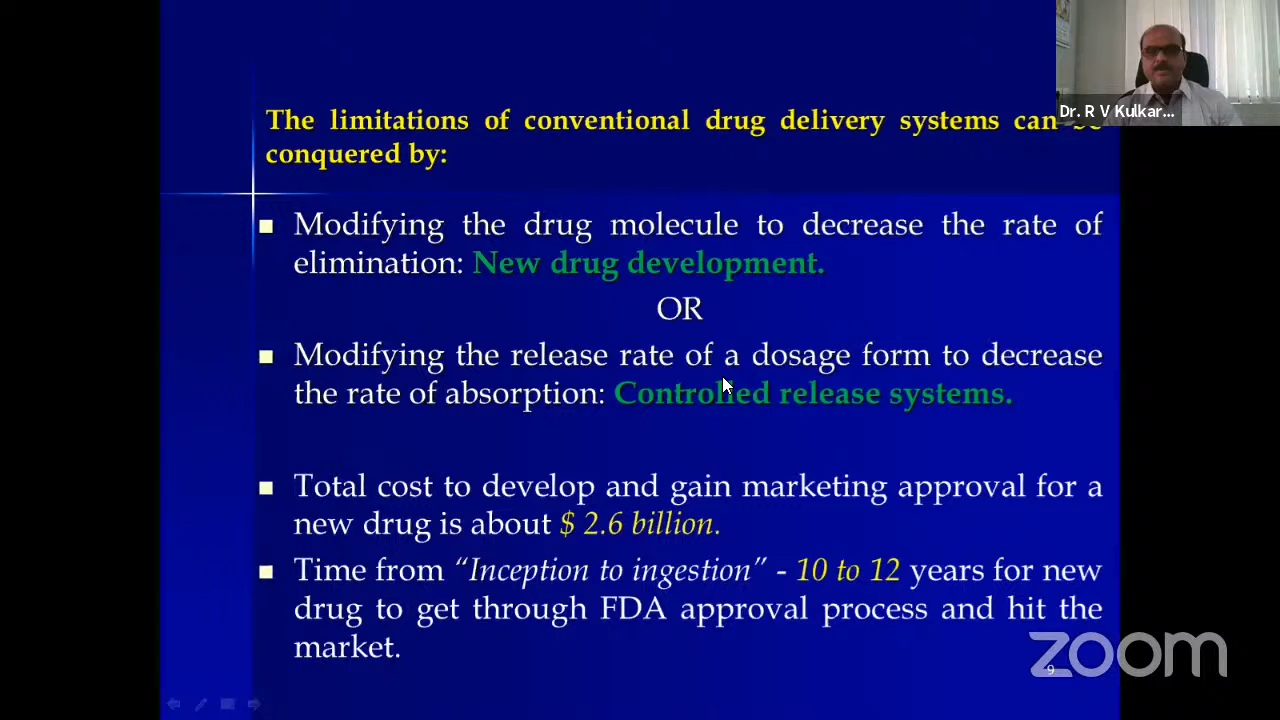 The limitations of conventional drug delivery systems can be
conquered by:
Dr. R V Kulkar...
Modifying the drug molecule to decrease the rate of
elimination: New drug development.
OR
Modifying the release rate of a dosage form to decrease
the rate of absorption: Controlled release systems.
Total cost to develop and gain marketing approval for a
new drug is about $ 2.6 billion.
Time from “Inception to ingestion” - 10 to 12 years for new
drug to get through FDA approval process and hit the
market.
zoom
9